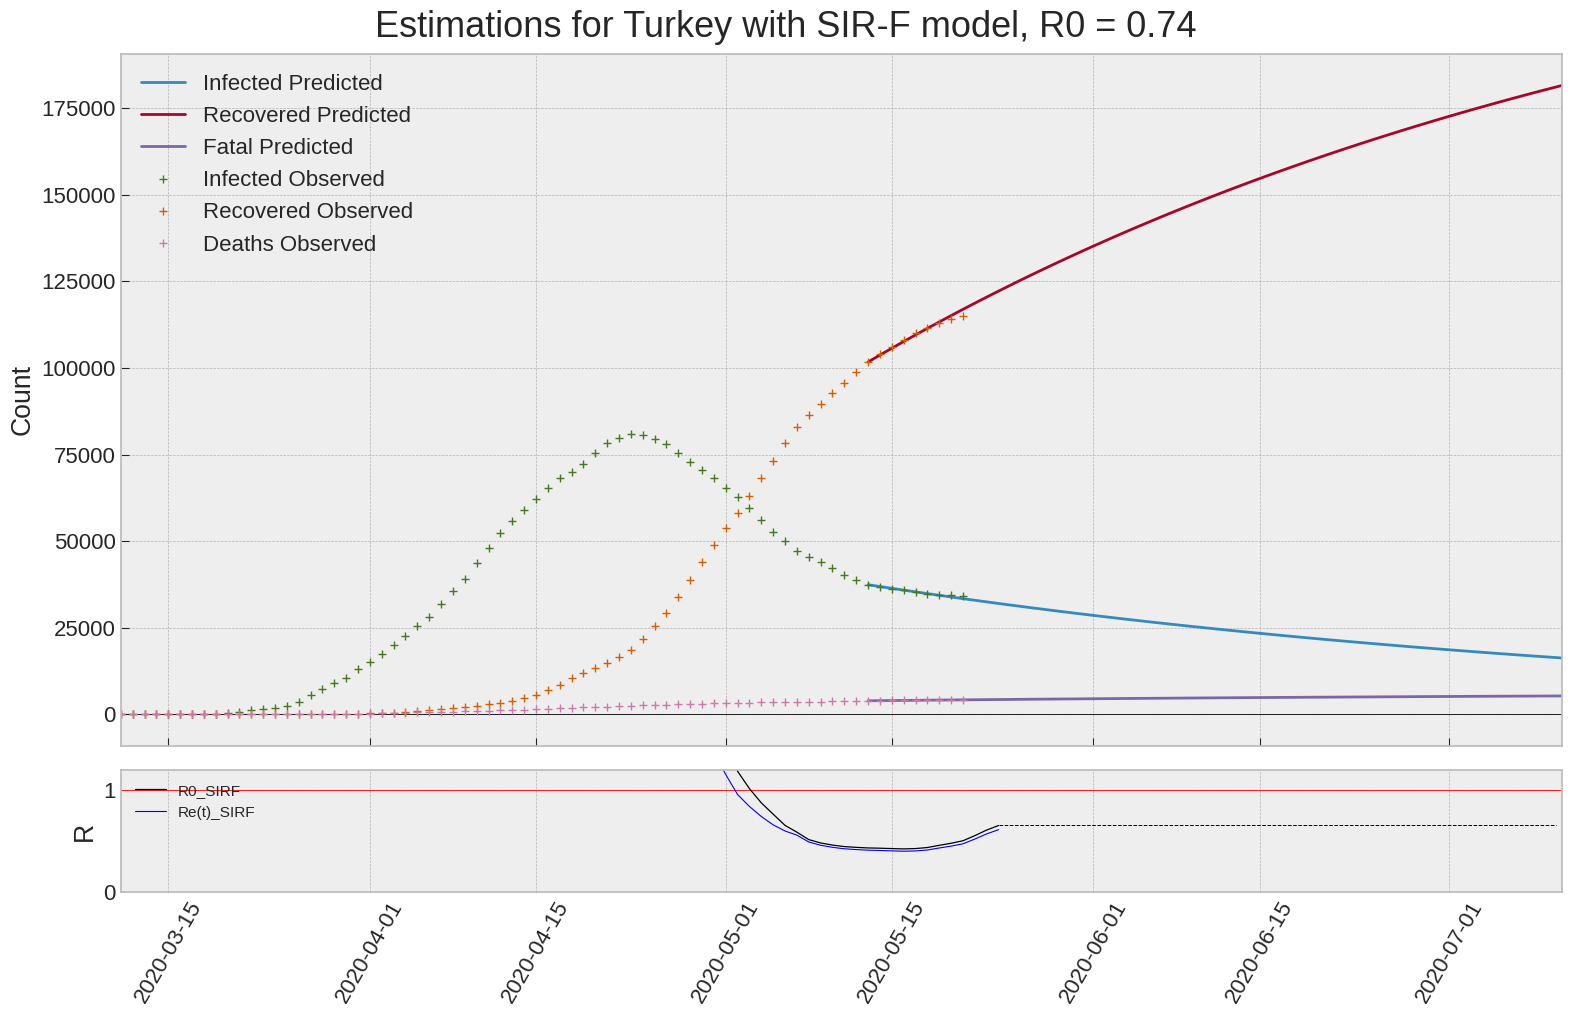 Estimations for Turkey with SIR-F model, R0 = 0.74
Infected Predicted
Recovered Predicted
Fatal Predicted
Infected Observed
Recovered Observed
Deaths Observed
175000
150000
125000
100000
75000
50000
25000
0
Count
R0_SIRF
Re(t)_SIRF
1
0
R
2020-03-15
2020-04-01
2020-04-15
2020-05-01
2020-05-15
2020-06-01
2020-06-15
2020-07-01